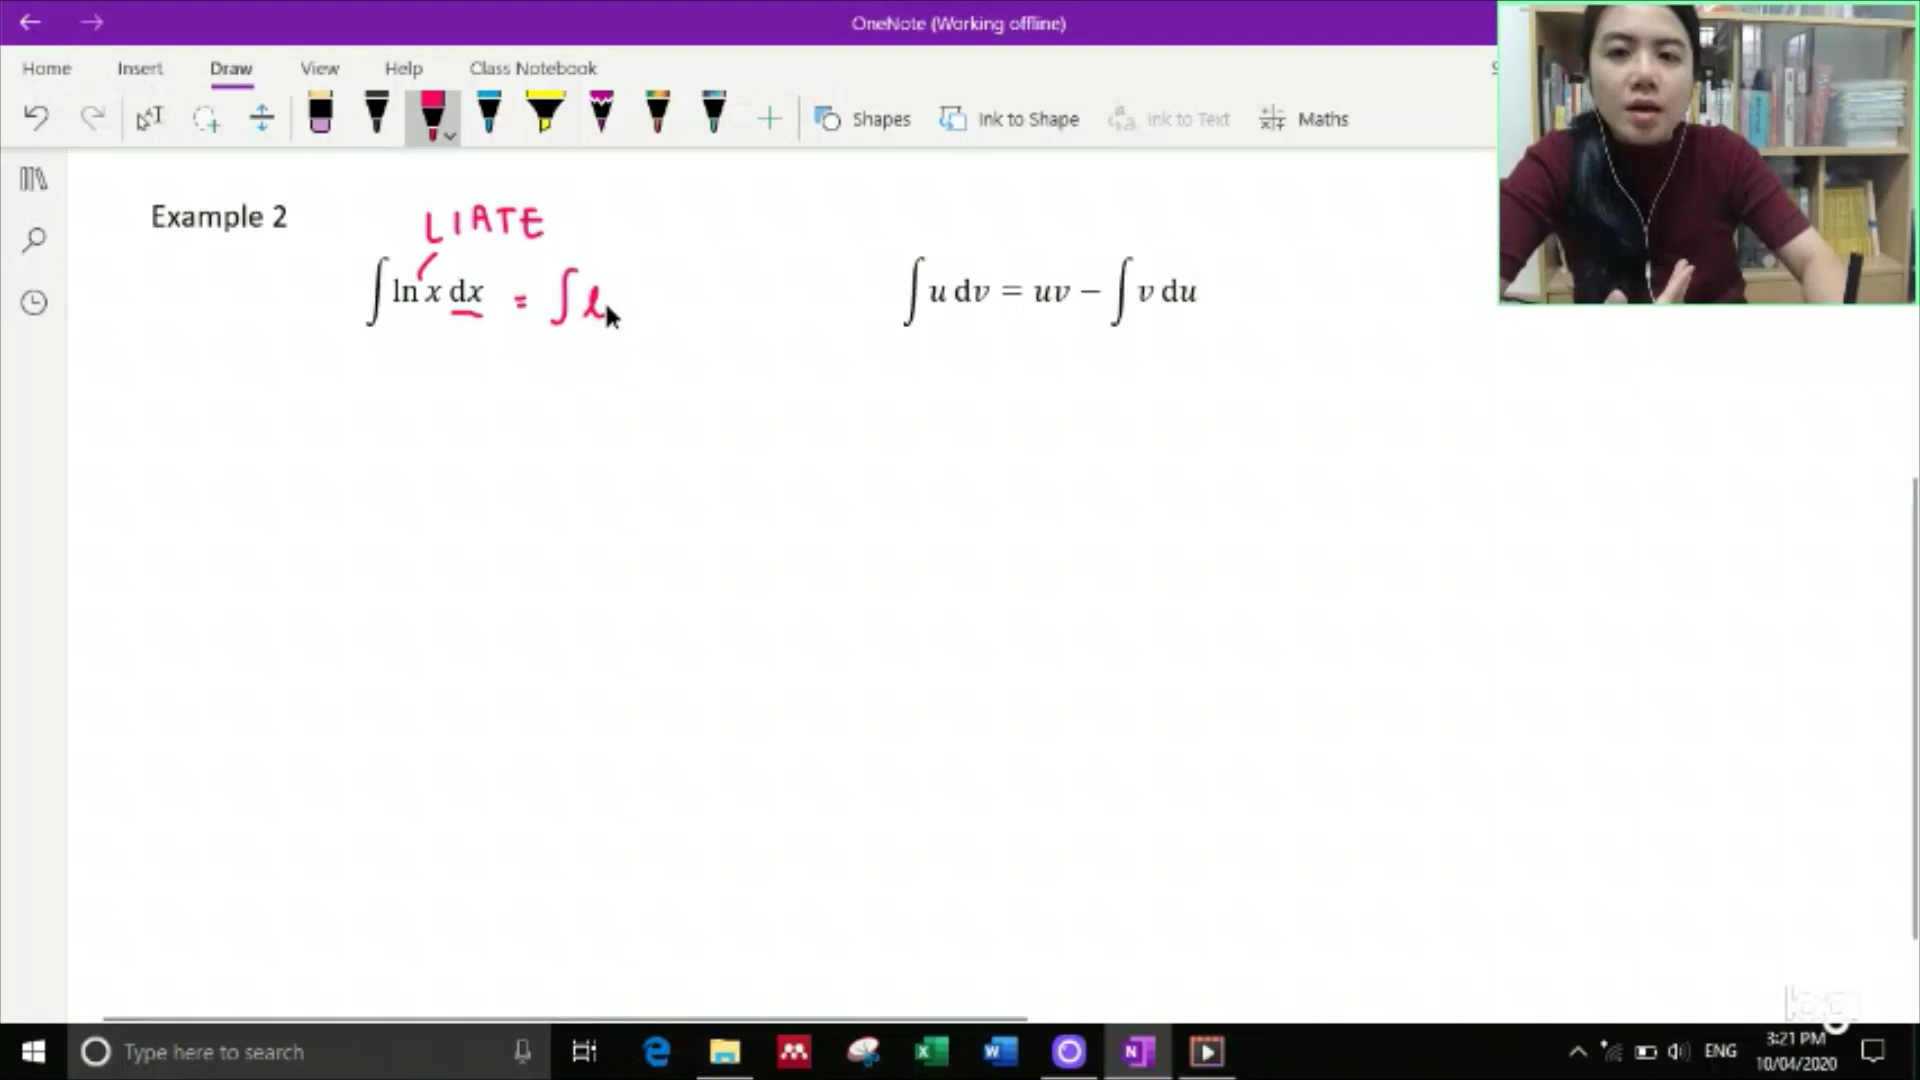 OneNote (Working offline)
Home Insert Draw View Help Class Notebook
Shapes Ink to Shape Ink to Text Maths
Example 2
LIATE
∫ ln x dx = ∫ l
∫ u dv = uv − ∫ v du
Type here to search
ENG
3:21 PM
10/04/2020